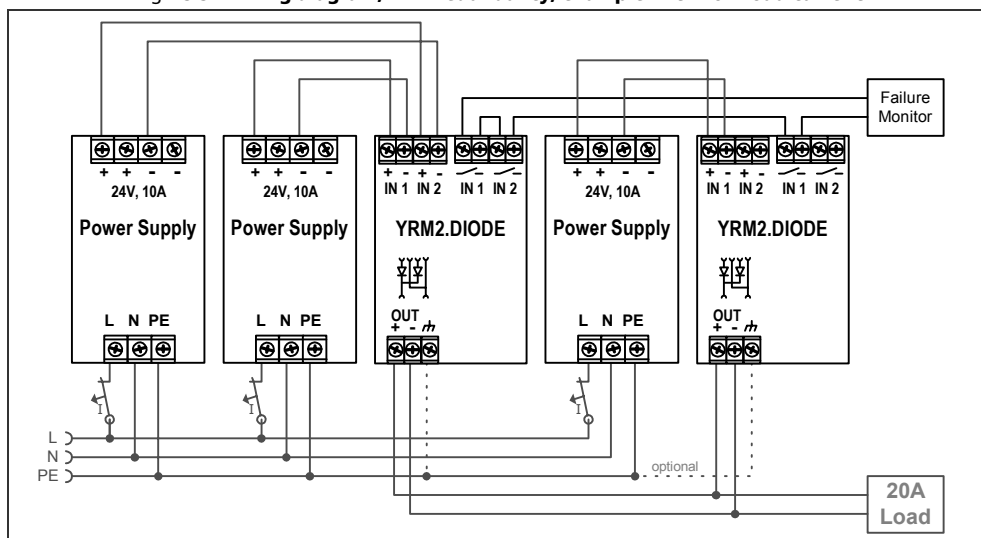 Failure
Monitor
+ + - -
24V, 10A
Power Supply
L N PE
+ + - -
24V, 10A
Power Supply
L N PE
+ - + -
IN 1 IN 2 IN 1 IN 2
YRM2.DIODE
OUT
+ -
+ + - -
24V, 10A
Power Supply
L N PE
+ - + -
IN 1 IN 2 IN 1 IN 2
YRM2.DIODE
OUT
+ -
I
I
I
L
N
PE
optional
20A
Load